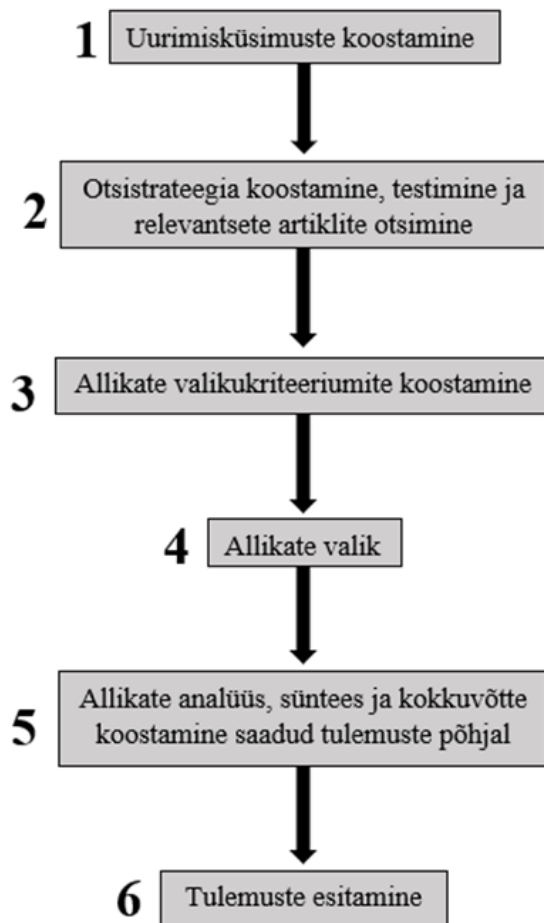 1 Uurimisküsimuste koostamine
2 Otsistrateegia koostamine, testimine ja
relevantsete artiklite otsimine
3 Allikate valikukriteeriumite koostamine
4 Allikate valik
5 Allikate analüüs, süntees ja kokkuvõtte
koostamine saadud tulemuste põhjal
6 Tulemuste esitamine